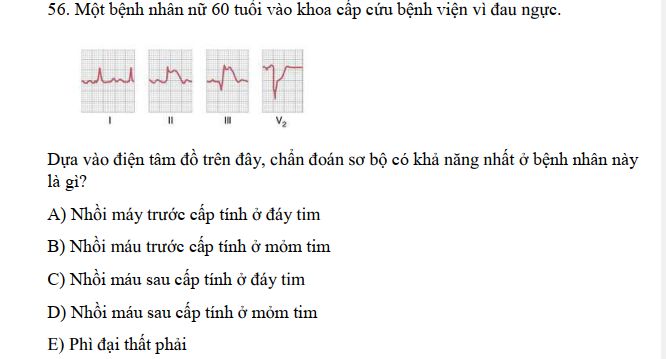 56. Một bệnh nhân nữ 60 tuổi vào khoa cấp cứu bệnh viện vì đau ngực.
I II III V₂
Dựa vào điện tâm đồ trên đây, chẩn đoán sơ bộ có khả năng nhất ở bệnh nhân này
là gì?
A) Nhồi máy trước cấp tính ở đáy tim
B) Nhồi máu trước cấp tính ở mỏm tim
C) Nhồi máu sau cấp tính ở đáy tim
D) Nhồi máu sau cấp tính ở mỏm tim
E) Phì đại thất phải